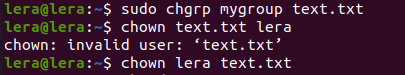 lera@lera:~$ sudo chgrp mygroup text.txt
lera@lera:~$ chown text.txt lera
chown: invalid user: ‘text.txt’
lera@lera:~$ chown lera text.txt